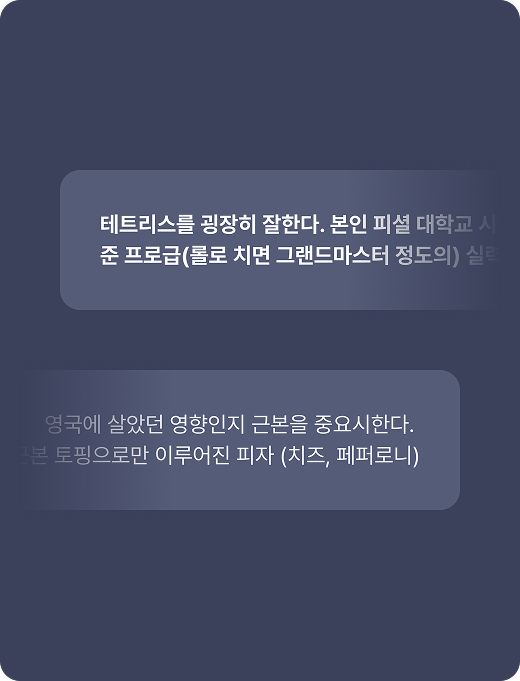 테트리스를 굉장히 잘한다. 본인 피셜 대학교 시
준 프로급(롤로 치면 그랜드마스터 정도의) 실력
영국에 살았던 영향인지 근본을 중요시한다.
근본 토핑으로만 이루어진 피자 (치즈, 페퍼로니)